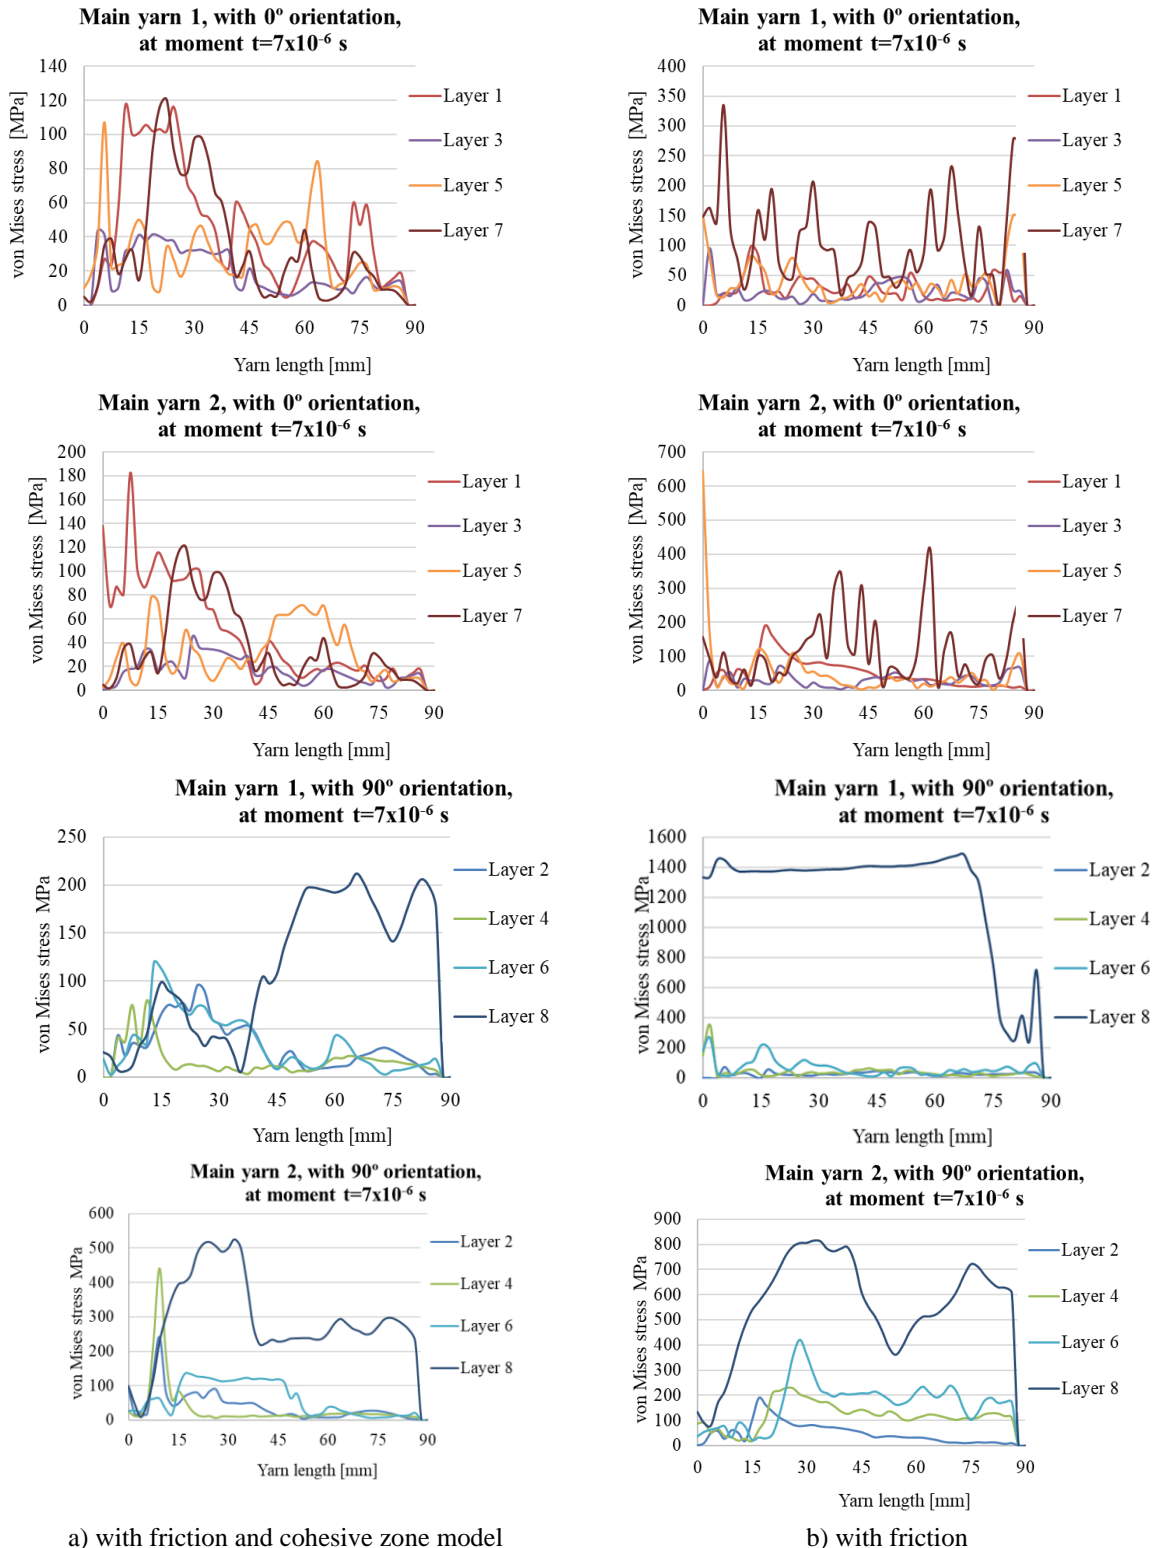 Main yarn 1, with 0º orientation,
at moment t=7x10-6 s
140
120
100
80
60
40
20
0
0 15 30 45 60 75 90
von Mises stress [MPa]
Yarn length [mm]
Layer 1
Layer 3
Layer 5
Layer 7
Main yarn 1, with 0º orientation,
at moment t=7x10-6 s
400
350
300
250
200
150
100
50
0
0 15 30 45 60 75 90
von Mises stress [MPa]
Yarn length [mm]
Layer 1
Layer 3
Layer 5
Layer 7
Main yarn 2, with 0º orientation,
at moment t=7x10-6 s
200
180
160
140
120
100
80
60
40
20
0
0 15 30 45 60 75 90
von Mises stress [MPa]
Yarn length [mm]
Layer 1
Layer 3
Layer 5
Layer 7
Main yarn 2, with 0º orientation,
at moment t=7x10-6 s
700
600
500
400
300
200
100
0
0 15 30 45 60 75 90
von Mises stress [MPa]
Yarn length [mm]
Layer 1
Layer 3
Layer 5
Layer 7
Main yarn 1, with 90º orientation,
at moment t=7x10-6 s
250
200
150
100
50
0
0 15 30 45 60 75 90
von Mises stress MPa
Yarn length [mm]
Layer 2
Layer 4
Layer 6
Layer 8
Main yarn 1, with 90º orientation,
at moment t=7x10-6 s
1600
1400
1200
1000
800
600
400
200
0
0 15 30 45 60 75 90
von Mises stress MPa
Yarn length [mm]
Layer 2
Layer 4
Layer 6
Layer 8
Main yarn 2, with 90º orientation,
at moment t=7x10-6 s
600
500
400
300
200
100
0
0 15 30 45 60 75 90
von Mises stress MPa
Yarn length [mm]
Layer 2
Layer 4
Layer 6
Layer 8
Main yarn 2, with 90º orientation,
at moment t=7x10-6 s
900
800
700
600
500
400
300
200
100
0
0 15 30 45 60 75 90
von Mises stress MPa
Yarn length [mm]
Layer 2
Layer 4
Layer 6
Layer 8
a) with friction and cohesive zone model
b) with friction